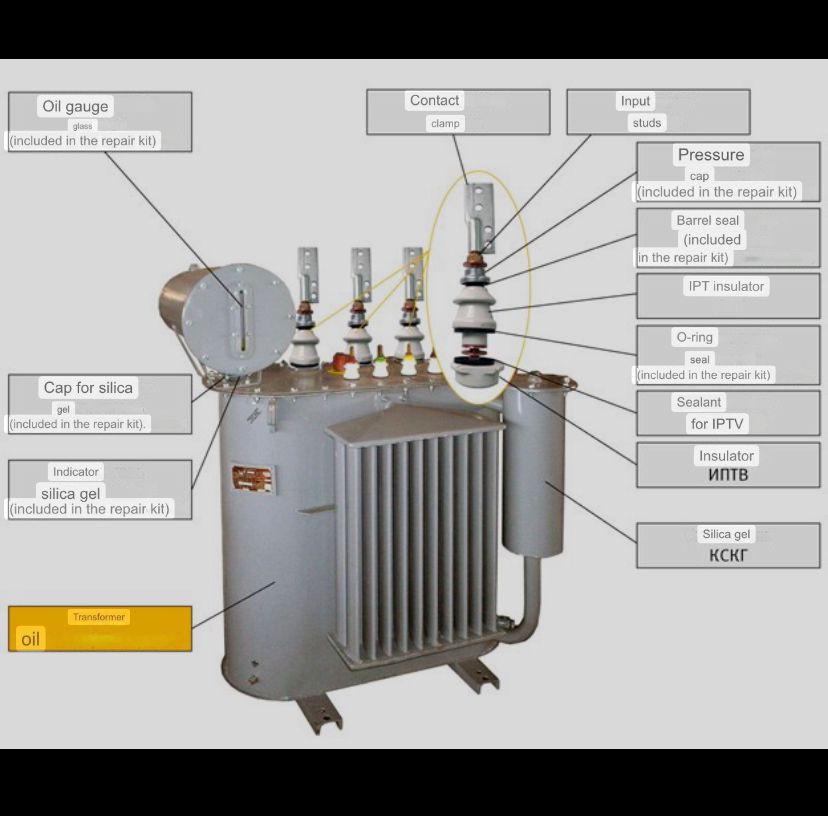 Oil gauge
glass
(included in the repair kit)
Contact
clamp
Input
studs
Pressure
cap
(included in the repair kit)
Barrel seal
(included
in the repair kit)
IPT insulator
O-ring
seal
(included in the repair kit)
Sealant
for IPTV
Insulator
ИПТВ
Silica gel
КСКГ
Cap for silica
gel
(included in the repair kit).
Indicator
silica gel
(included in the repair kit)
Transformer
oil